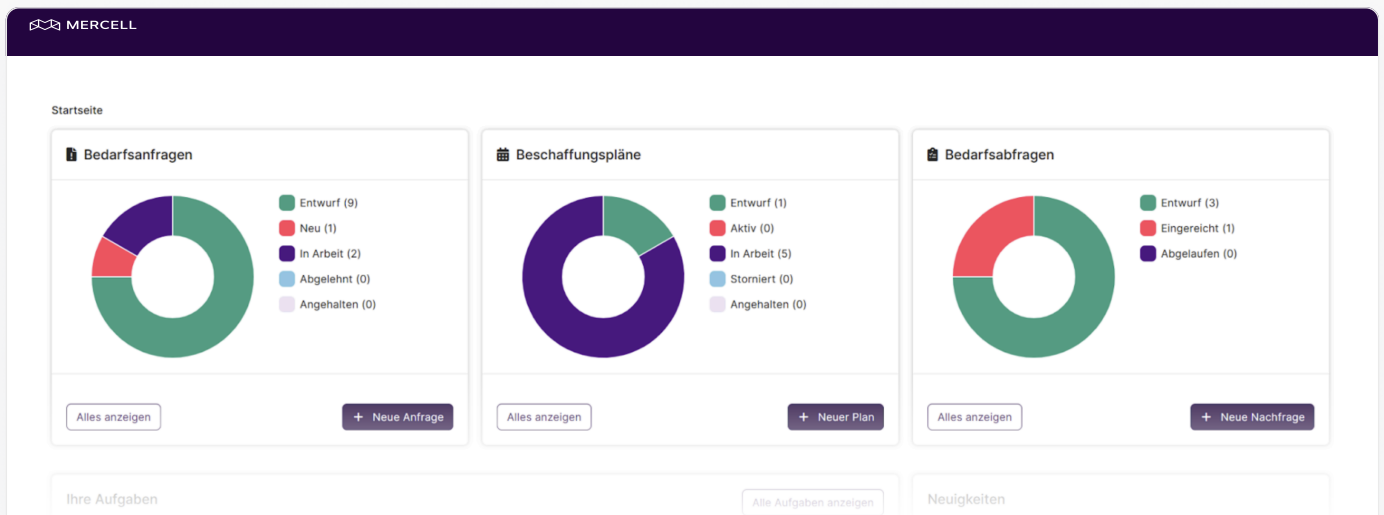 MERCELL
Startseite
Bedarfsanfragen
Entwurf (9)
Neu (1)
In Arbeit (2)
Abgelehnt (0)
Angehalten (0)
Alles anzeigen
+ Neue Anfrage
Beschaffungspläne
Entwurf (1)
Aktiv (0)
In Arbeit (5)
Storniert (0)
Angehalten (0)
Alles anzeigen
+ Neuer Plan
Bedarfsabfragen
Entwurf (3)
Eingereicht (1)
Abgelaufen (0)
Alles anzeigen
+ Neue Nachfrage
Ihre Aufgaben
Alle Aufgaben anzeigen
Neuigkeiten